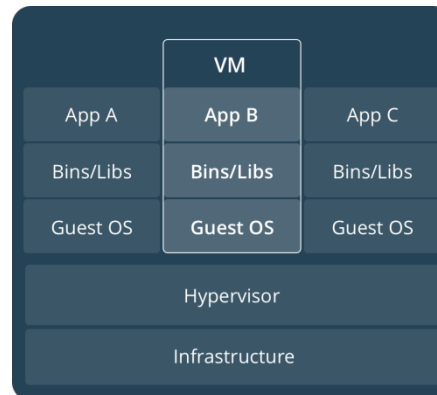 VM
App A App B App C
Bins/Libs Bins/Libs Bins/Libs
Guest OS Guest OS Guest OS
Hypervisor
Infrastructure